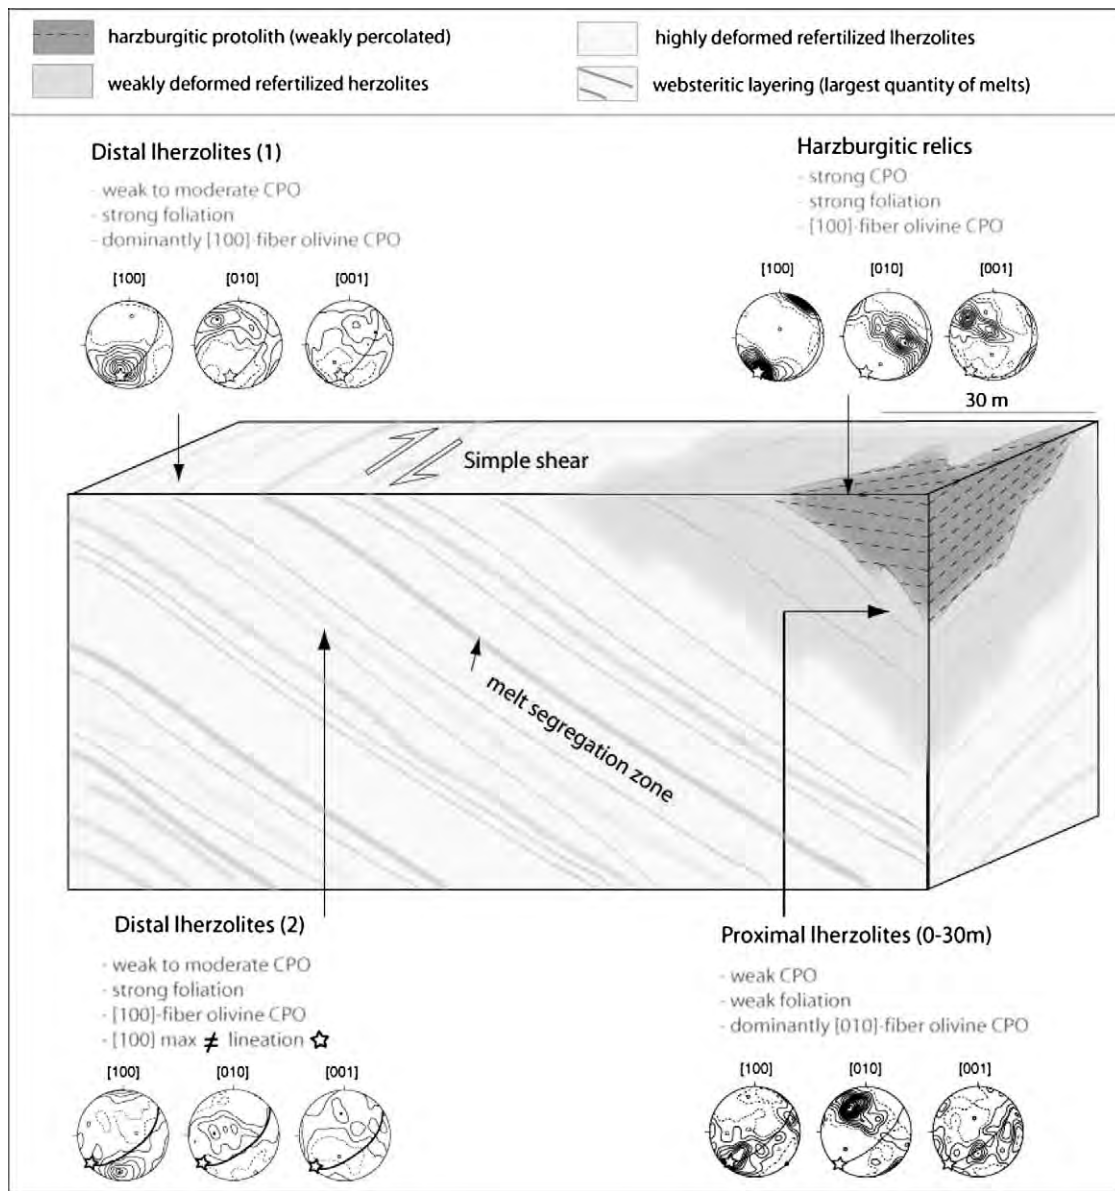 harzburgitic protolith (weakly percolated)
highly deformed refertilized lherzolites
weakly deformed refertilized herzolites
websteritic layering (largest quantity of melts)
Distal lherzolites (1)
- weak to moderate CPO
- strong foliation
- dominantly [100]-fiber olivine CPO
[100] [010] [001]
Harzburgitic relics
- strong CPO
- strong foliation
- [100]-fiber olivine CPO
[100] [010] [001]
30 m
Simple shear
melt segregation zone
Distal lherzolites (2)
- weak to moderate CPO
- strong foliation
- [100]-fiber olivine CPO
- [100] max ≠ lineation ☆
[100] [010] [001]
Proximal lherzolites (0-30m)
- weak CPO
- weak foliation
- dominantly [010]-fiber olivine CPO
[100] [010] [001]